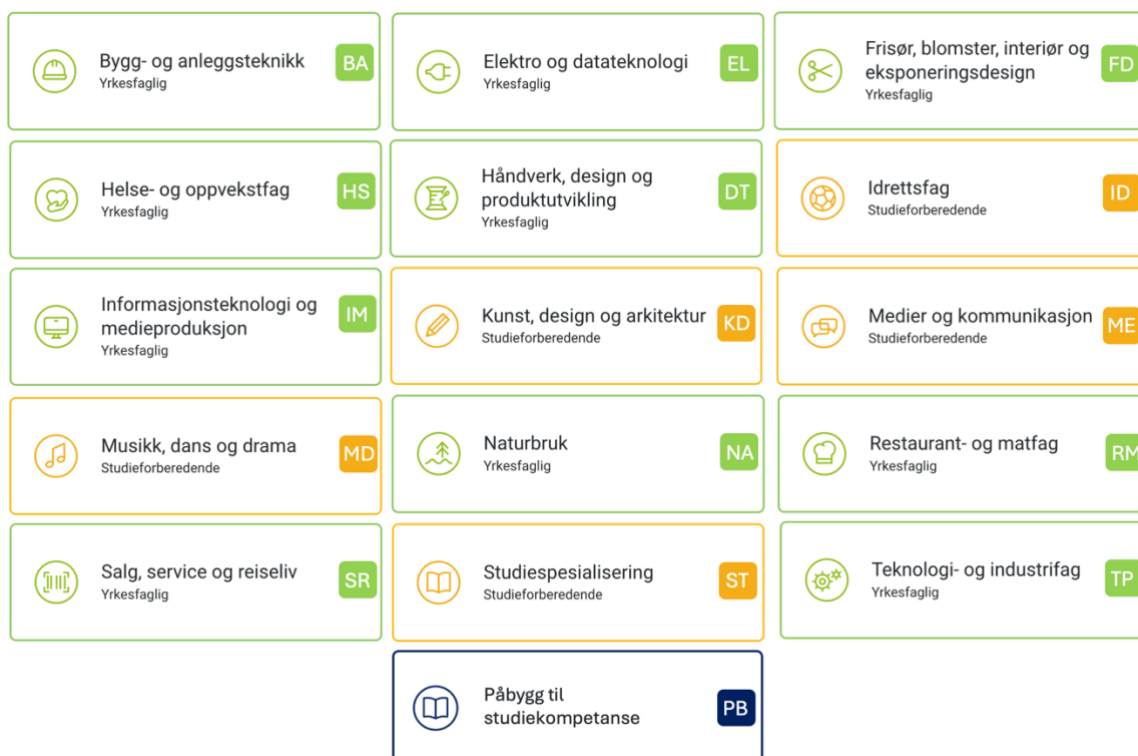 Bygg- og anleggsteknikk
Yrkesfaglig
BA
Elektro og datateknologi
Yrkesfaglig
EL
Frisør, blomster, interiør og
eksponeringsdesign
Yrkesfaglig
FD
Helse- og oppvekstfag
Yrkesfaglig
HS
Håndverk, design og
produktutvikling
Yrkesfaglig
DT
Idrettsfag
Studieforberedende
ID
Informasjonsteknologi og
medieproduksjon
Yrkesfaglig
IM
Kunst, design og arkitektur
Studieforberedende
KD
Medier og kommunikasjon
Studieforberedende
ME
Musikk, dans og drama
Studieforberedende
MD
Naturbruk
Yrkesfaglig
NA
Restaurant- og matfag
Yrkesfaglig
RM
Salg, service og reiseliv
Yrkesfaglig
SR
Studiespesialisering
Studieforberedende
ST
Teknologi- og industrifag
Yrkesfaglig
TP
Påbygg til
studiekompetanse
PB